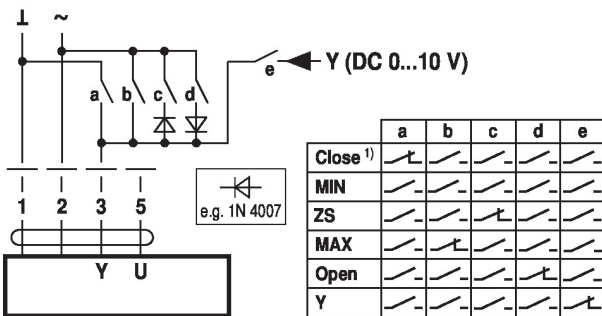 ⊥ ~
e Y (DC 0...10 V)
a b c d
a b c d e
Close 1)
MIN
ZS
MAX
Open
Y
e.g. 1N 4007
1 2 3 5
Y U